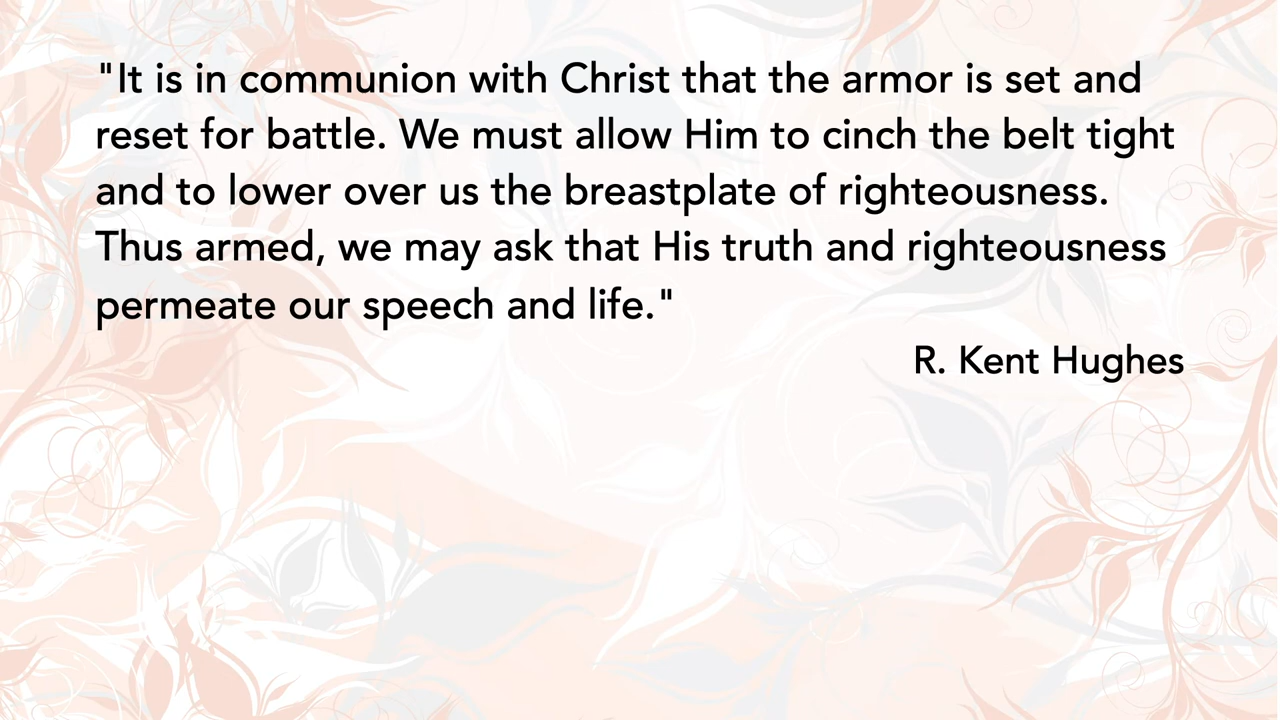 "It is in communion with Christ that the armor is set and
reset for battle. We must allow Him to cinch the belt tight
and to lower over us the breastplate of righteousness.
Thus armed, we may ask that His truth and righteousness
permeate our speech and life."
R. Kent Hughes